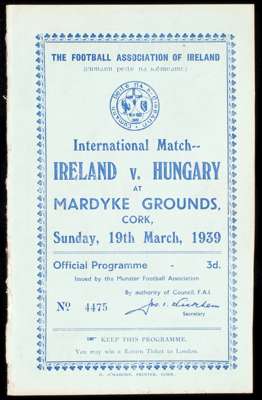 THE FOOTBALL ASSOCIATION OF IRELAND
International Match--
IRELAND v. HUNGARY
AT
MARDYKE GROUNDS,
CORK,
Sunday, 19th March, 1939
Official Programme - 3d.
Issued by the Munster Football Association
By authority of Council, F.A.I.
No 4475
Secretary
☞ KEEP THIS PROGRAMME.
You may win a Return Ticket to London.
PRINTER, CORK